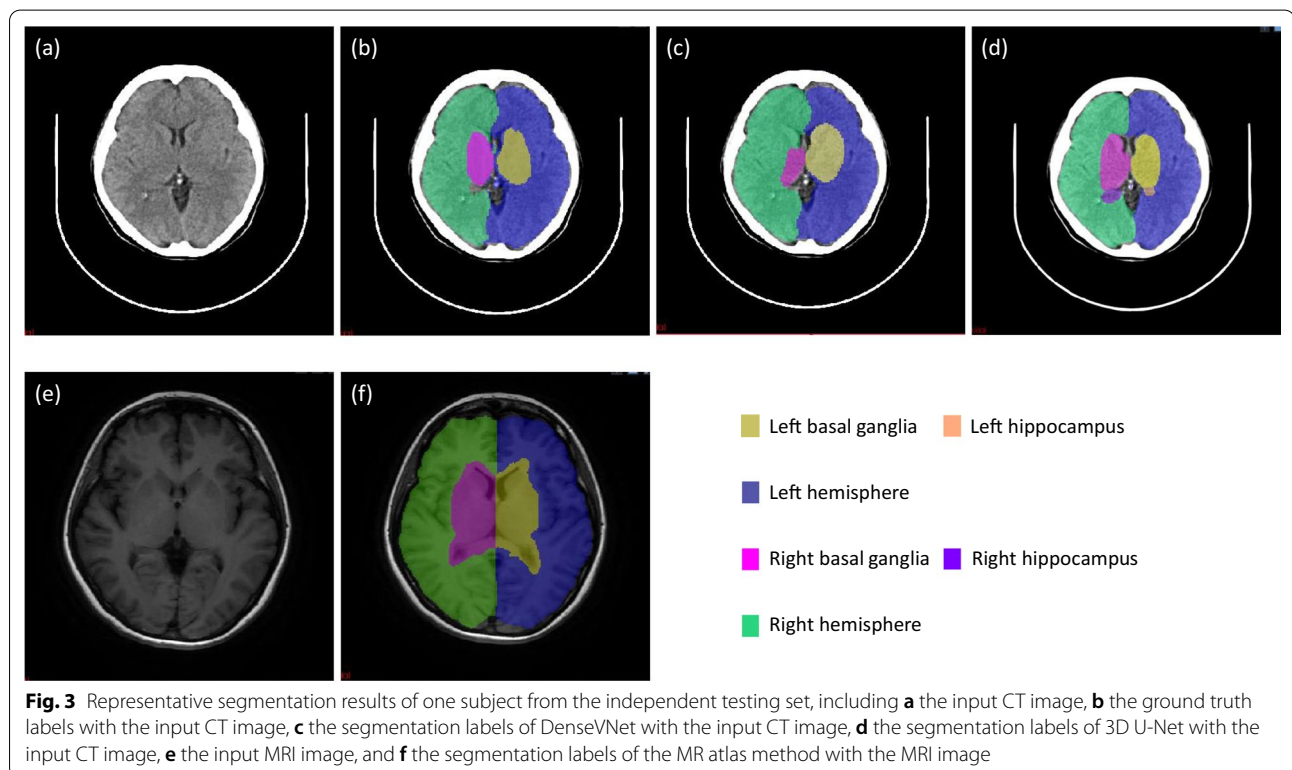 (a)
(b)
(c)
(d)
(e)
(f)
Left basal ganglia
Left hippocampus
Left hemisphere
Right basal ganglia
Right hippocampus
Right hemisphere
Fig. 3 Representative segmentation results of one subject from the independent testing set, including a the input CT image, b the ground truth
labels with the input CT image, c the segmentation labels of DenseVNet with the input CT image, d the segmentation labels of 3D U-Net with the
input CT image, e the input MRI image, and f the segmentation labels of the MR atlas method with the MRI image